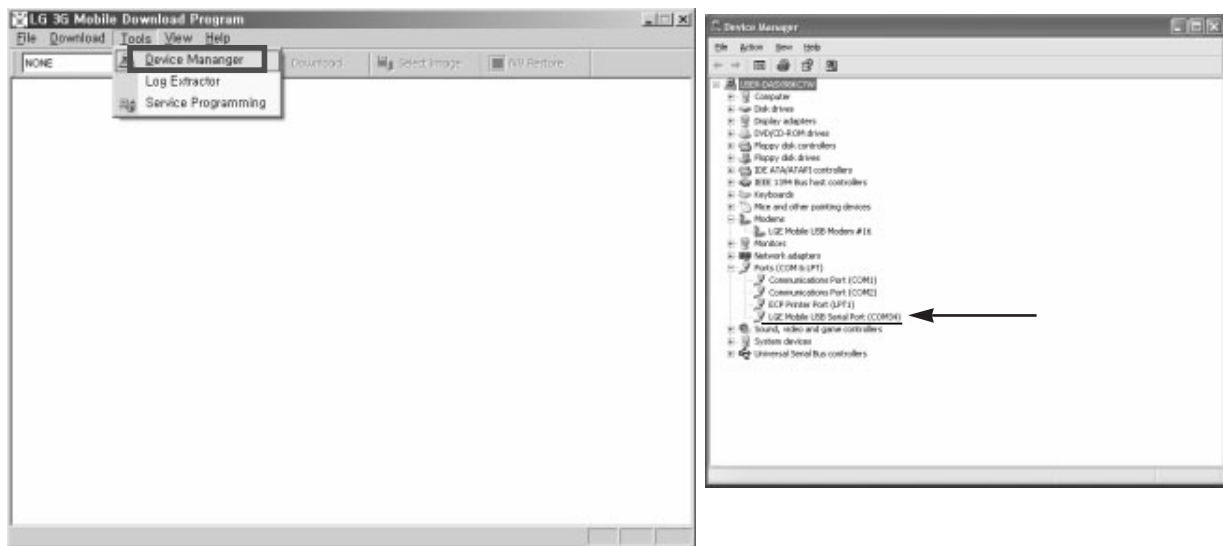 LG 3G Mobile Download Program
File Download Tools View Help
NONE
Download
Select Image
NV Restore
Device Mananger
Log Extractor
Service Programming
Device Manager
File Action View Help
Computer
Disk drives
Display adapters
DVD/CD-ROM drives
Floppy disk controllers
Floppy disk drives
IDE ATA/ATAPI controllers
IEEE 1394 Bus host controllers
Keyboards
Mice and other pointing devices
Modems
LGE Mobile USB Modem #16
Monitors
Network adapters
Ports (COM & LPT)
Communications Port (COM1)
Communications Port (COM2)
ECP Printer Port (LPT1)
LGE Mobile USB Serial Port (COM34)
Sound, video and game controllers
System devices
Universal Serial Bus controllers